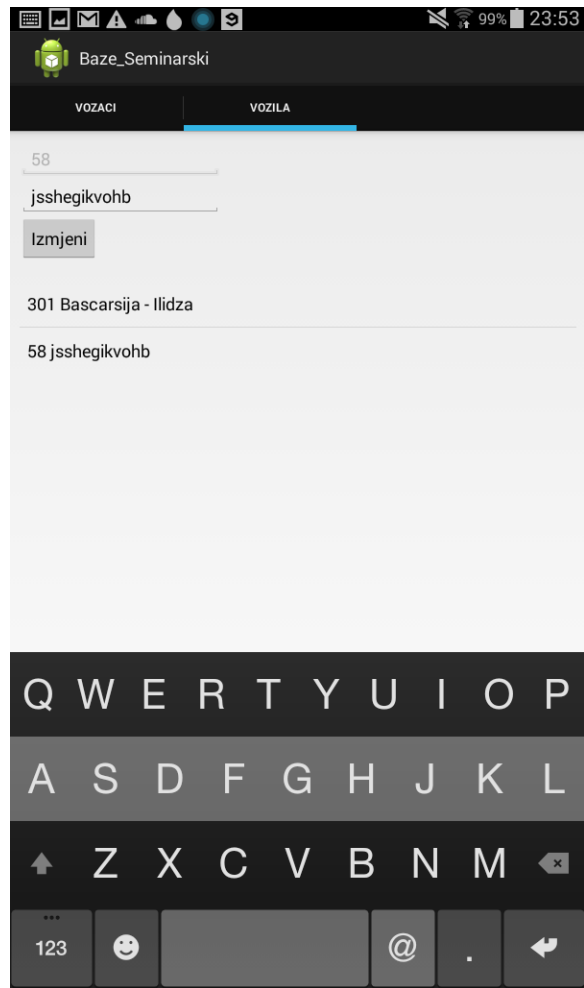 99% 23:53
Baze_Seminarski
VOZACI VOZILA
58
jsshegikvohb
Izmjeni
301 Bascarsija - Ilidza
58 jsshegikvohb
Q W E R T Y U I O P
A S D F G H J K L
Z X C V B N M
123 @ .